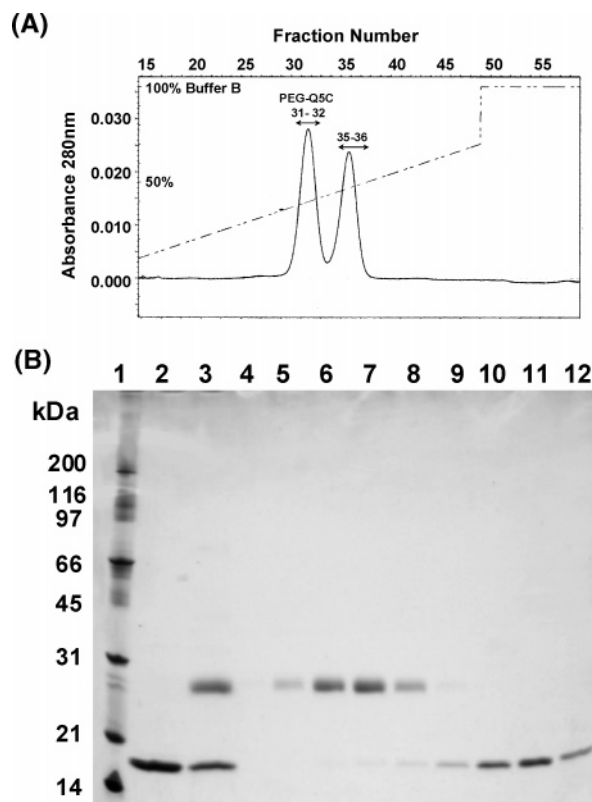 (A)
Fraction Number
15 20 25 30 35 40 45 50 55
100% Buffer B
PEG-Q5C
31- 32
35-36
50%
Absorbance 280nm
0.030
0.020
0.010
0.000
(B)
1 2 3 4 5 6 7 8 9 10 11 12
kDa
200
116
97
66
45
31
21
14